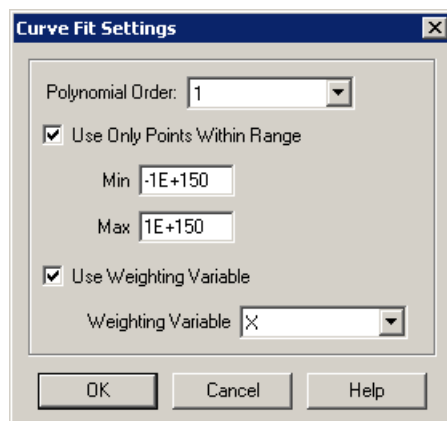 Curve Fit Settings
Polynomial Order: 1
Use Only Points Within Range
Min -1E+150
Max 1E+150
Use Weighting Variable
Weighting Variable X
OK Cancel Help